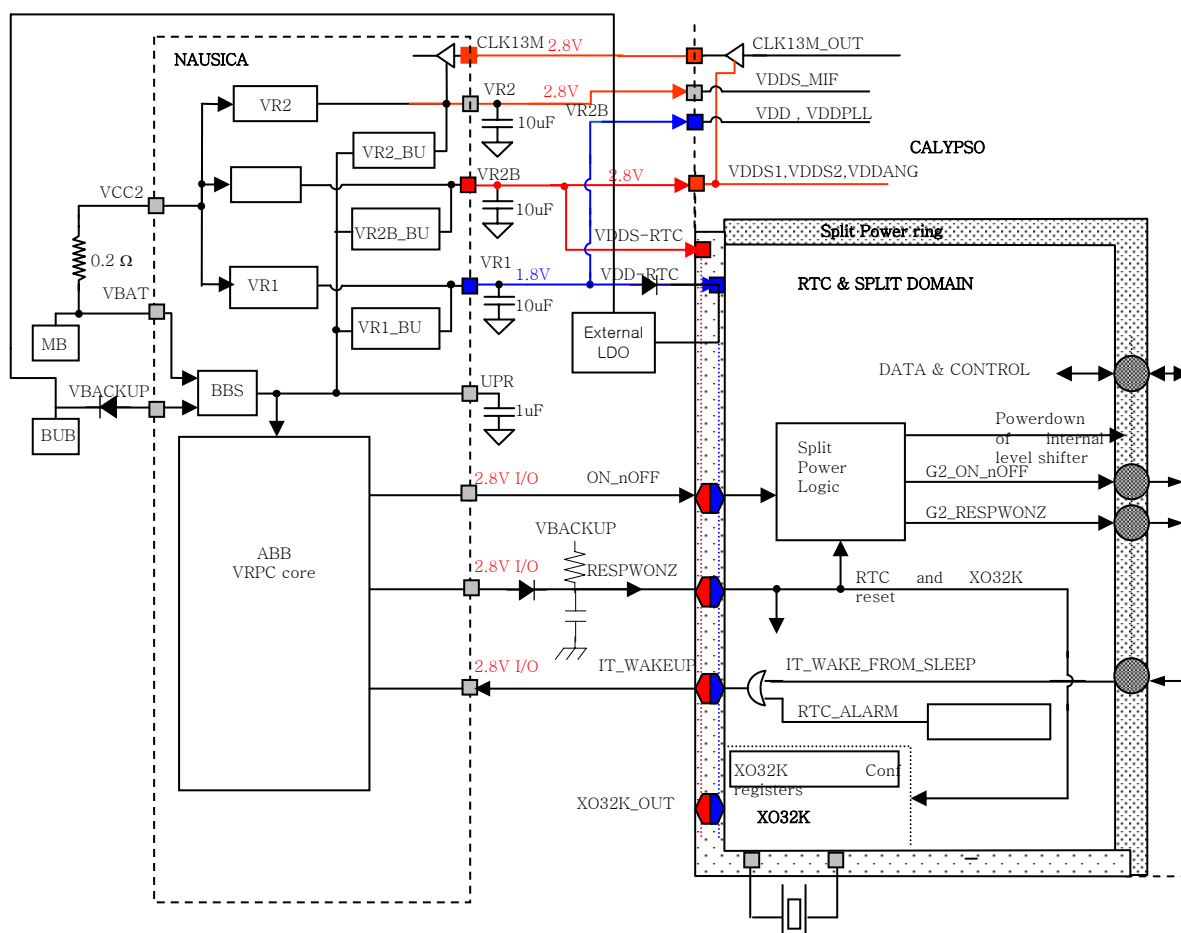 CLK13M
2.8V
CLK13M_OUT
NAUSICA
VDDS_MIF
VR2
2.8V
VR2
10uF
VR2B
VDD , VDDPLL
VR2_BU
CALYPSO
VDDS1,VDDS2,VDDANG
VCC2
VR2B
2.8V
10uF
VR2B_BU
VDDS-RTC
Split Power ring
0.2 Ω
VR1
1.8V
VDD-RTC
RTC & SPLIT DOMAIN
VR1
VBAT
10uF
VR1_BU
External
LDO
MB
DATA & CONTROL
VBACKUP
BBS
UPR
1uF
BUB
Powerdown
of internal
level shifter
Split
Power
Logic
G2_ON_nOFF
2.8V I/O
ON_nOFF
G2_RESPWONZ
VBACKUP
ABB
VRPC core
2.8V I/O
RESPWONZ
RTC and XO32K
reset
2.8V I/O
IT_WAKEUP
IT_WAKE_FROM_SLEEP
RTC_ALARM
XO32K Conf
registers
XO32K_OUT
XO32K